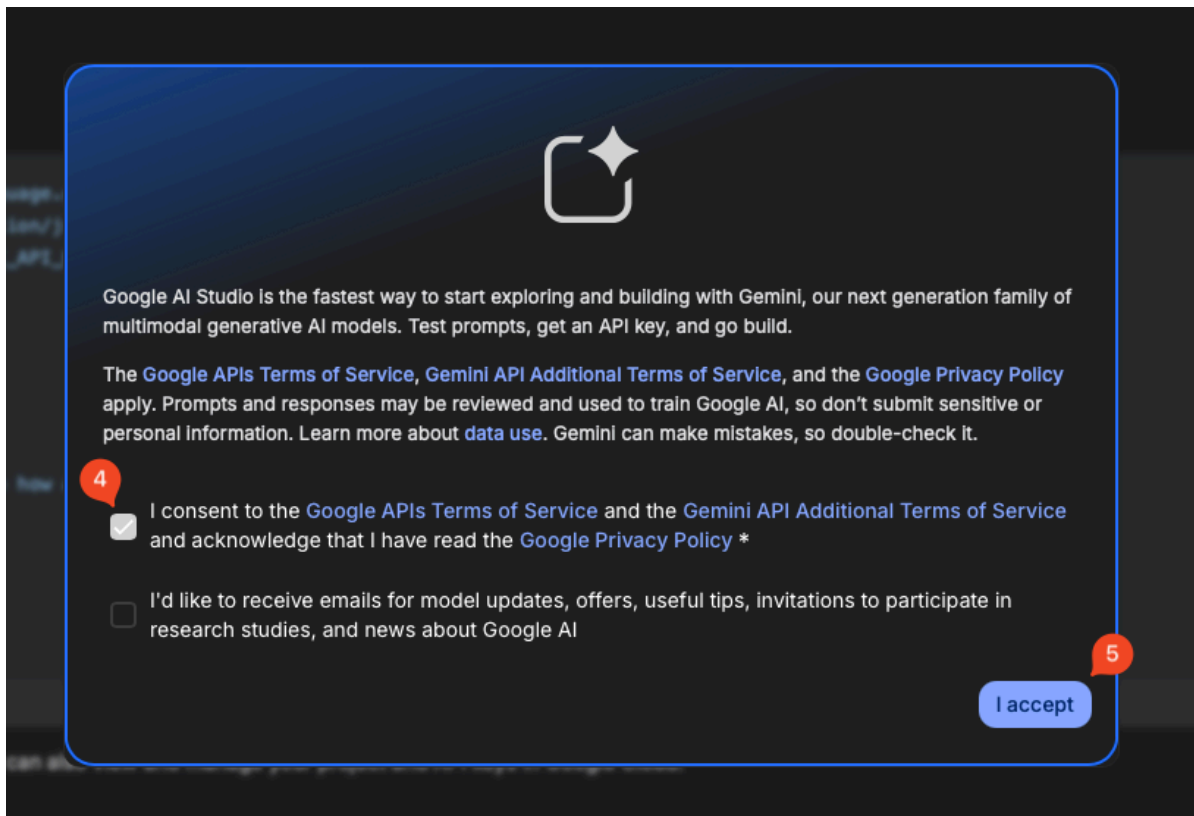 Google AI Studio is the fastest way to start exploring and building with Gemini, our next generation family of
multimodal generative AI models. Test prompts, get an API key, and go build.
The Google APIs Terms of Service, Gemini API Additional Terms of Service, and the Google Privacy Policy
apply. Prompts and responses may be reviewed and used to train Google AI, so don't submit sensitive or
personal information. Learn more about data use. Gemini can make mistakes, so double-check it.
4
I consent to the Google APIs Terms of Service and the Gemini API Additional Terms of Service
and acknowledge that I have read the Google Privacy Policy *
I'd like to receive emails for model updates, offers, useful tips, invitations to participate in
research studies, and news about Google AI
5
I accept